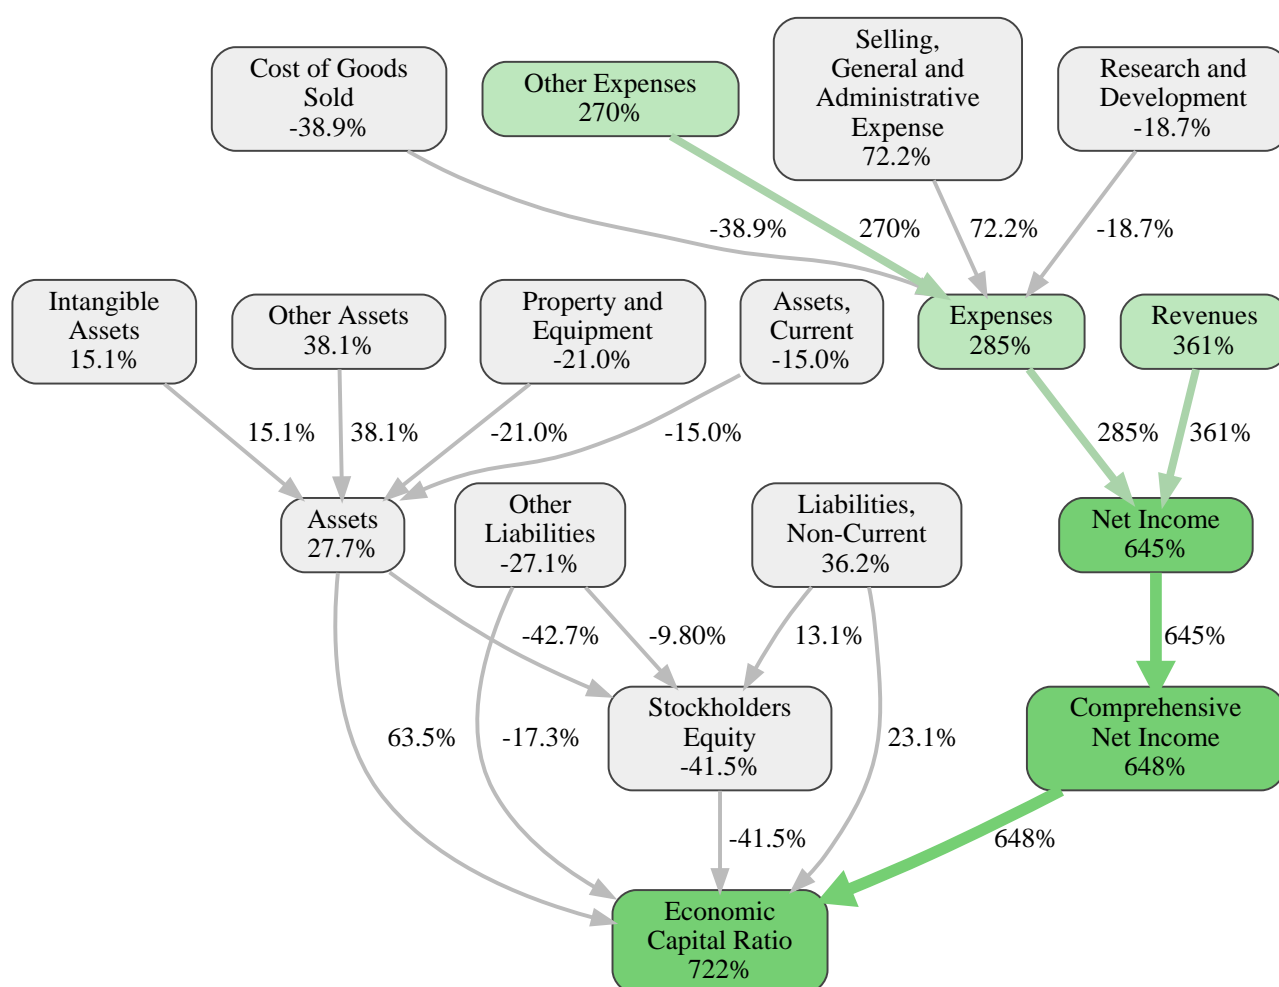 Cost of Goods
Sold
-38.9%
Other Expenses
270%
Selling,
General and
Administrative
Expense
72.2%
Research and
Development
-18.7%
-38.9%
270%
72.2%
-18.7%
Intangible
Assets
15.1%
Other Assets
38.1%
Property and
Equipment
-21.0%
Assets,
Current
-15.0%
Expenses
285%
Revenues
361%
15.1%
38.1%
-21.0%
-15.0%
285%
361%
Assets
27.7%
Other
Liabilities
-27.1%
Liabilities,
Non-Current
36.2%
Net Income
645%
-42.7%
-9.80%
13.1%
645%
63.5%
-17.3%
Stockholders
Equity
-41.5%
23.1%
Comprehensive
Net Income
648%
-41.5%
648%
Economic
Capital Ratio
722%